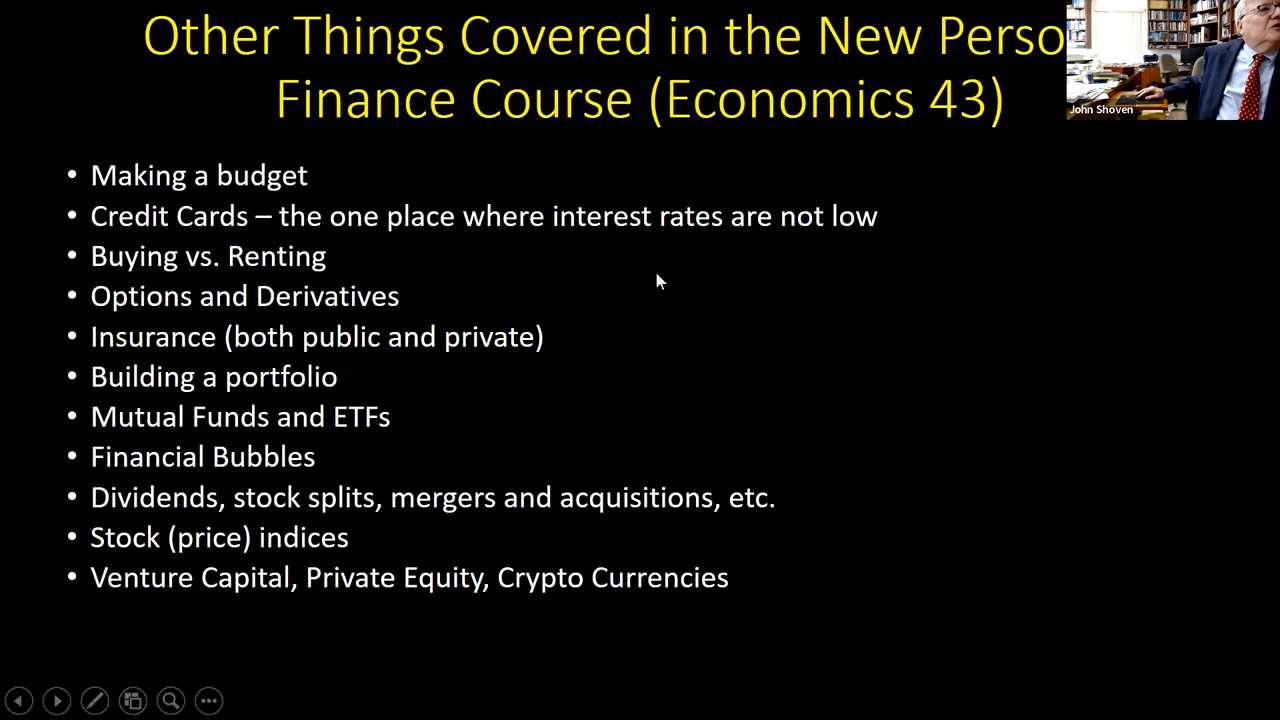 Other Things Covered in the New Perso
Finance Course (Economics 43)
John Shoven
• Making a budget
• Credit Cards – the one place where interest rates are not low
• Buying vs. Renting
• Options and Derivatives
• Insurance (both public and private)
• Building a portfolio
• Mutual Funds and ETFs
• Financial Bubbles
• Dividends, stock splits, mergers and acquisitions, etc.
• Stock (price) indices
• Venture Capital, Private Equity, Crypto Currencies